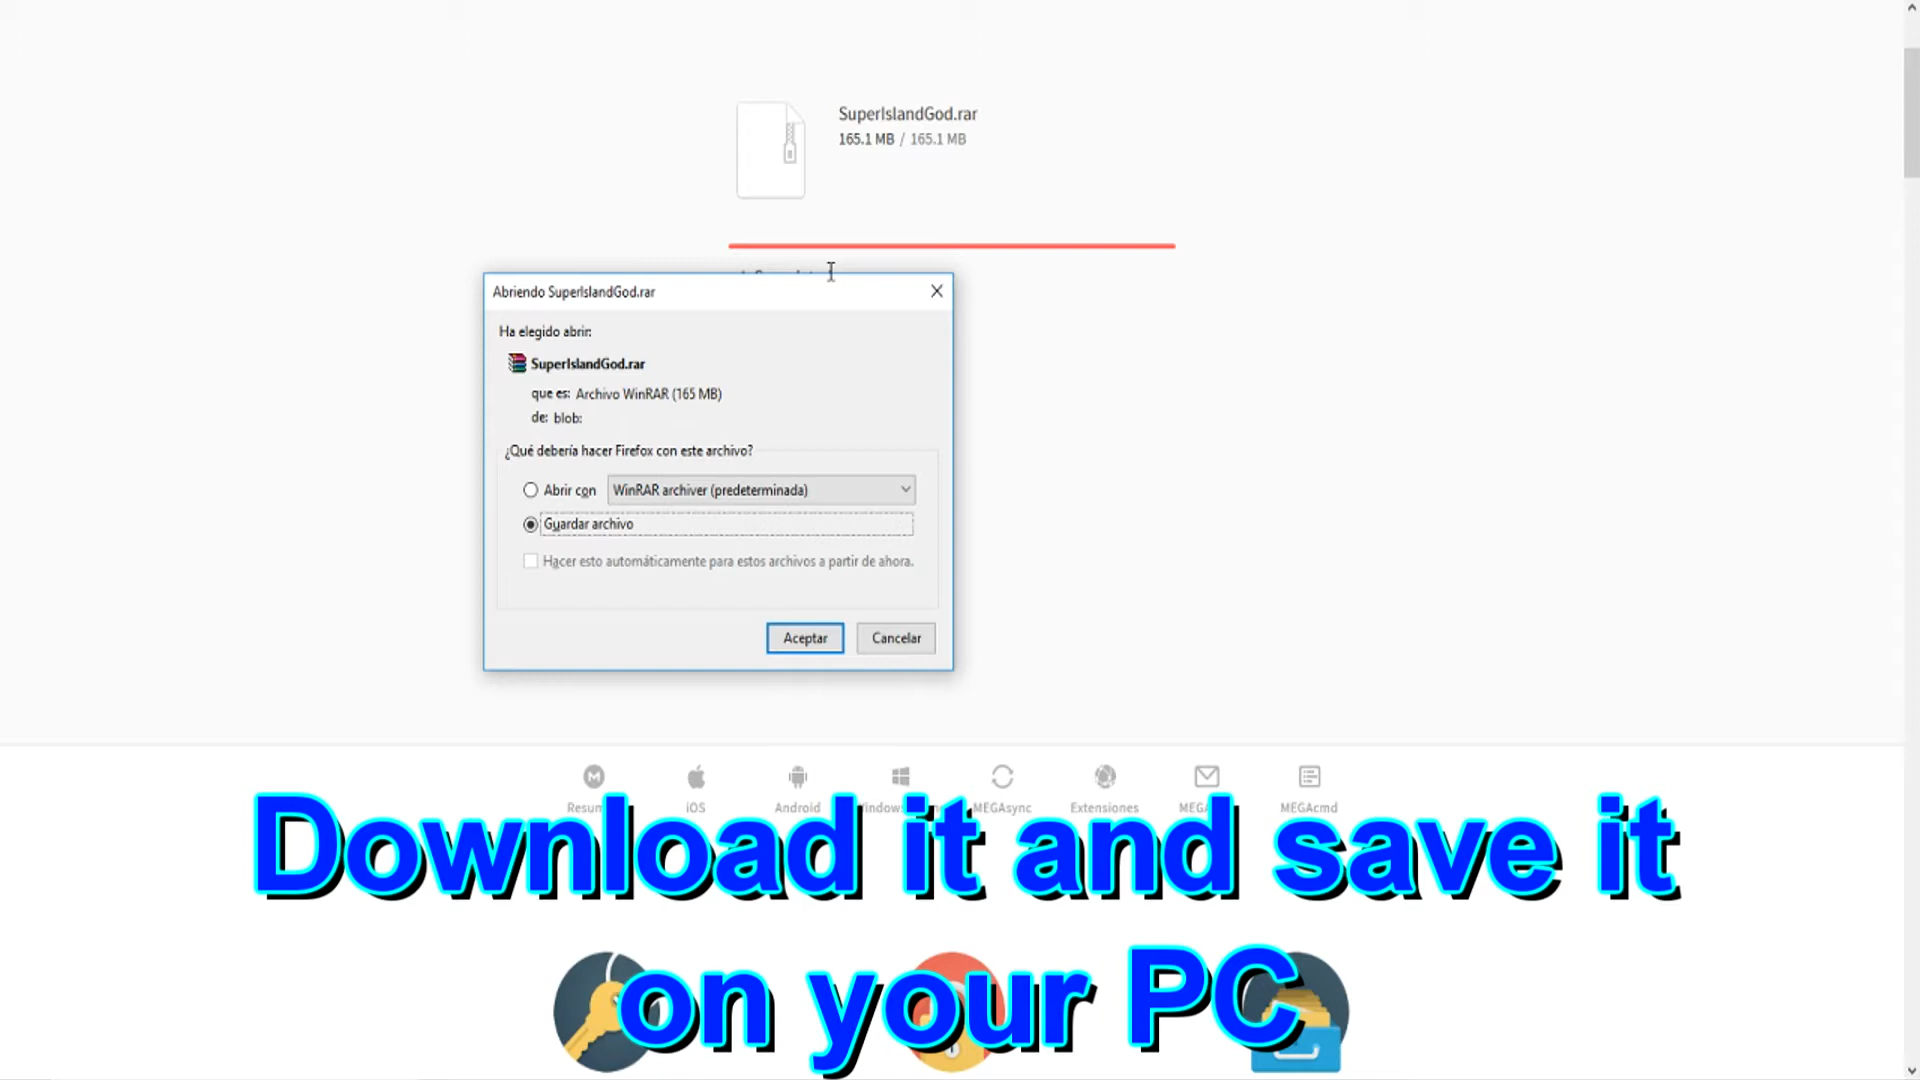 SuperIslandGod.rar
165.1 MB / 165.1 MB
Abriendo SuperIslandGod.rar
Ha elegido abrir:
SuperIslandGod.rar
que es: Archivo WinRAR (165 MB)
de: blob:
¿Qué debería hacer Firefox con este archivo?
Abrir con WinRAR archiver (predeterminada)
Guardar archivo
Hacer esto automáticamente para estos archivos a partir de ahora.
Aceptar Cancelar
iOS Android MEGAsync Extensiones MEGAcmd
Download it and save it
on your PC